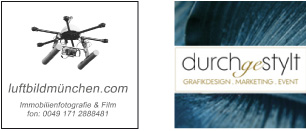 luftbildmünchen.com
Immobilienfotografie & Film
fon: 0049 171 2888481
durchgestylt
GRAFIKDESIGN . MARKETING . EVENT